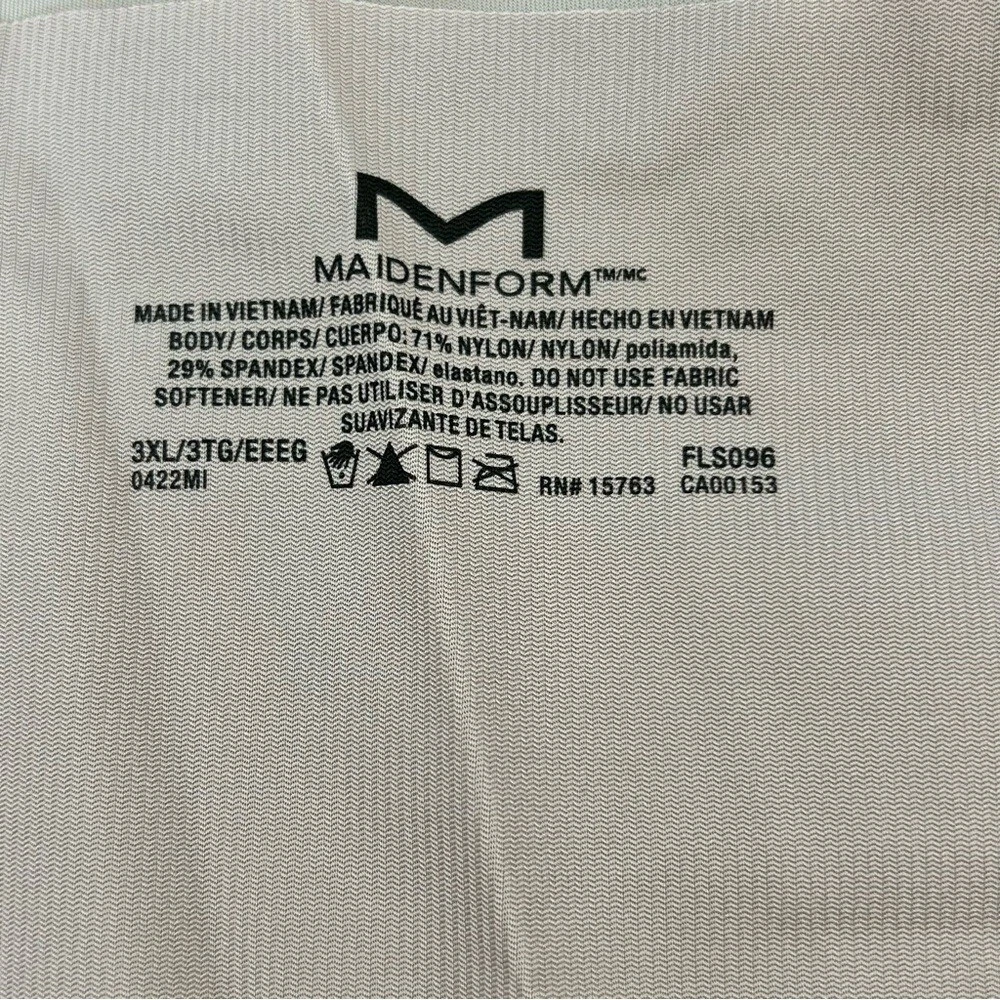 M
MAIDENFORM™/MC
MADE IN VIETNAM/ FABRIQUÉ AU VIÊT-NAM/ HECHO EN VIETNAM
BODY/ CORPS/ CUERPO: 71% NYLON/ NYLON/ poliamida,
29% SPANDEX/ SPANDEX/ elastano. DO NOT USE FABRIC
SOFTENER/ NE PAS UTILISER D'ASSOUPLISSEUR/ NO USAR
SUAVIZANTE DE TELAS.
3XL/3TG/EEEG FLS096
0422MI RN# 15763 CA00153